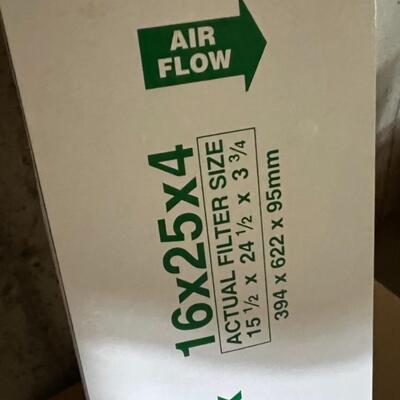 AIR
FLOW
16x25x4
ACTUAL FILTER SIZE
15 1/2 x 24 1/2 x 3 3/4
394 x 622 x 95mm